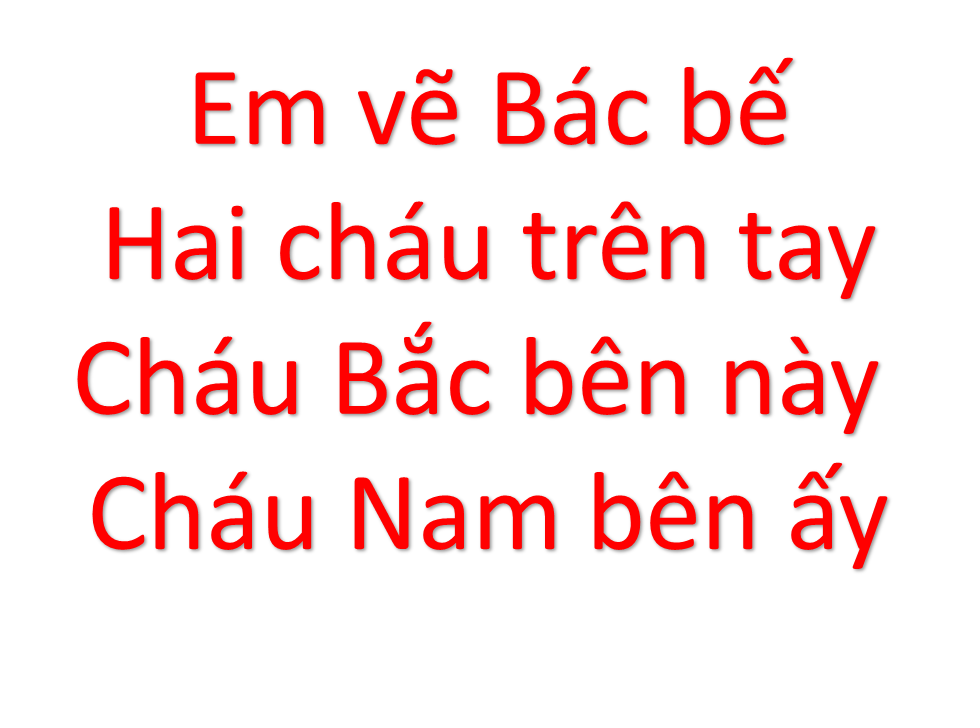 Em vẽ Bác bế
Hai cháu trên tay
Cháu Bắc bên này
Cháu Nam bên ấy